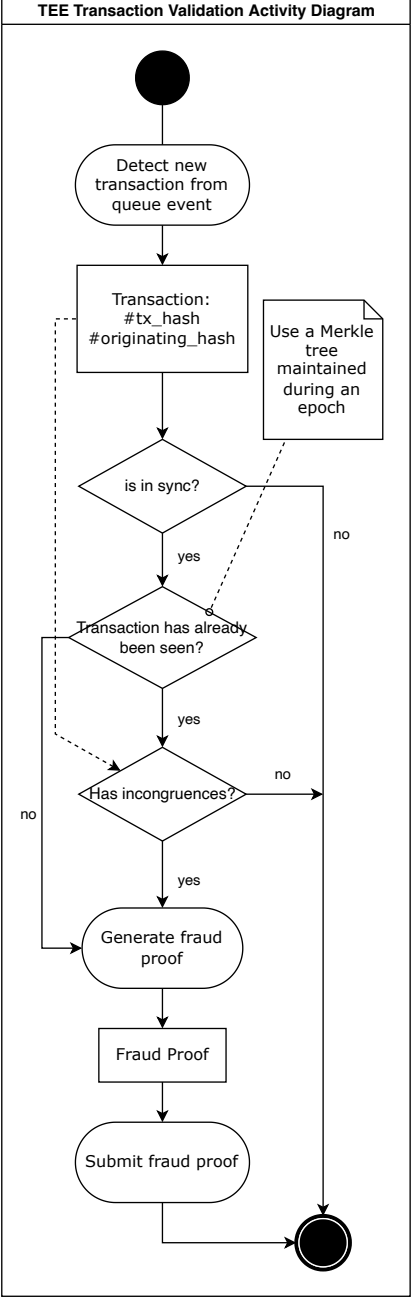 TEE Transaction Validation Activity Diagram
Detect new
transaction from
queue event
Transaction:
#tx_hash
#originating_hash
Use a Merkle
tree
maintained
during an
epoch
is in sync?
no
yes
Transaction has already
been seen?
yes
no
Has incongruences?
no
yes
Generate fraud
proof
Fraud Proof
Submit fraud proof